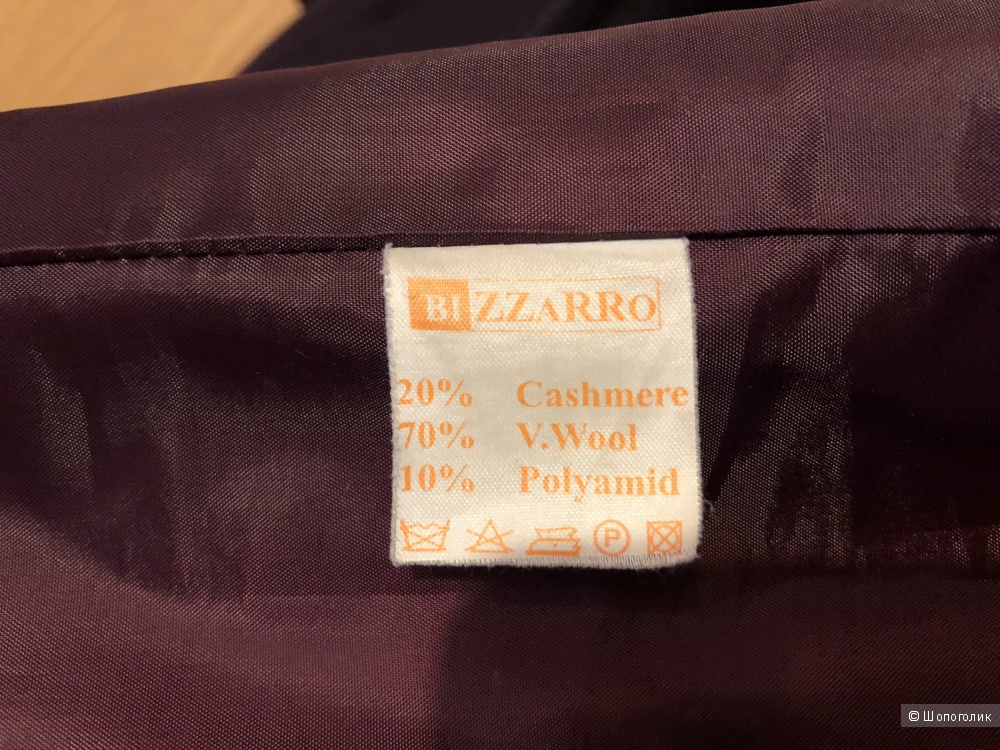 BIZZARRO
20% Cashmere
70% V.Wool
10% Polyamid
P
© Шопоголик